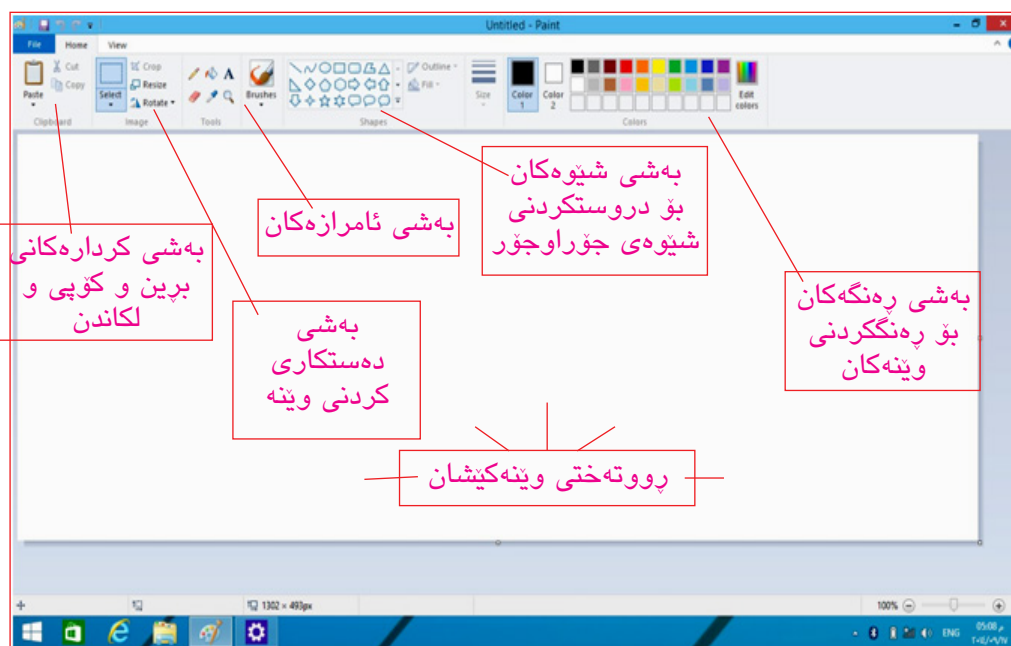 Untitled - Paint
File Home View
Cut
Copy
Paste
Clipboard
Crop
Resize
Rotate
Select
Image
A
Tools
Brushes
Outline
Fill
Shapes
Size
Color 1
Color 2
Edit colors
Colors
بەشی کردارەکانی
بڕین و کۆپی و
لکاندن
بەشی
دەستکاری
کردنی وێنە
بەشی ئامرازەکان
بەشی شێوەکان
بۆ دروستکردنی
شێوەی جۆراوجۆر
بەشی ڕەنگەکان
بۆ ڕەنگکردنی
وێنەکان
ڕووتەختی وێنەکێشان
1302 × 493px
100%
ENG
05:08 م